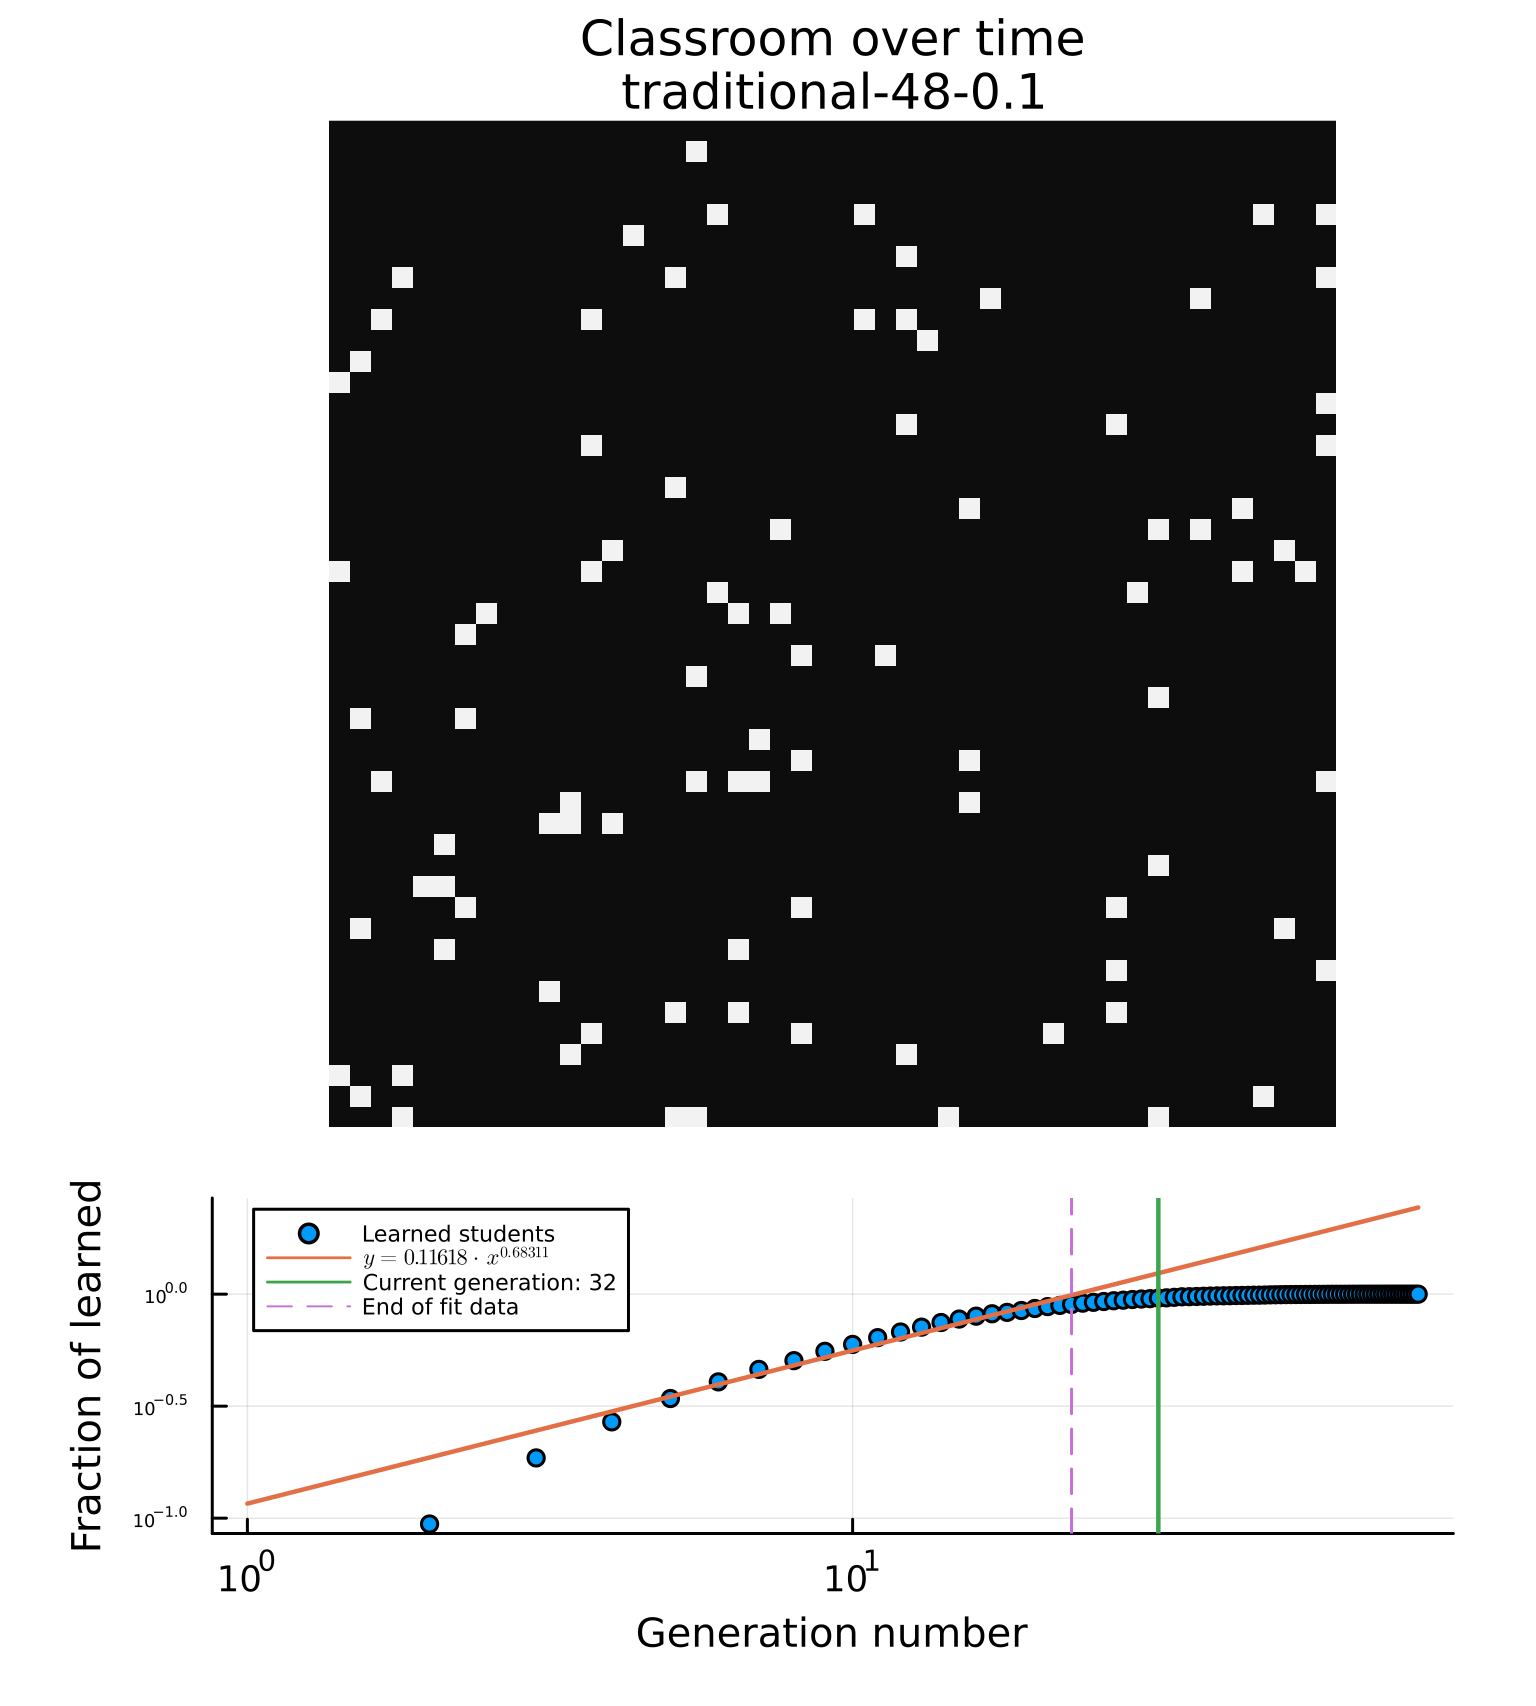 Classroom over time
traditional-48-0.1
Fraction of learned
Learned students
y = 0.11618 · x^0.68311
Current generation: 32
End of fit data
10^0.0
10^−0.5
10^−1.0
10^0 10^1
Generation number